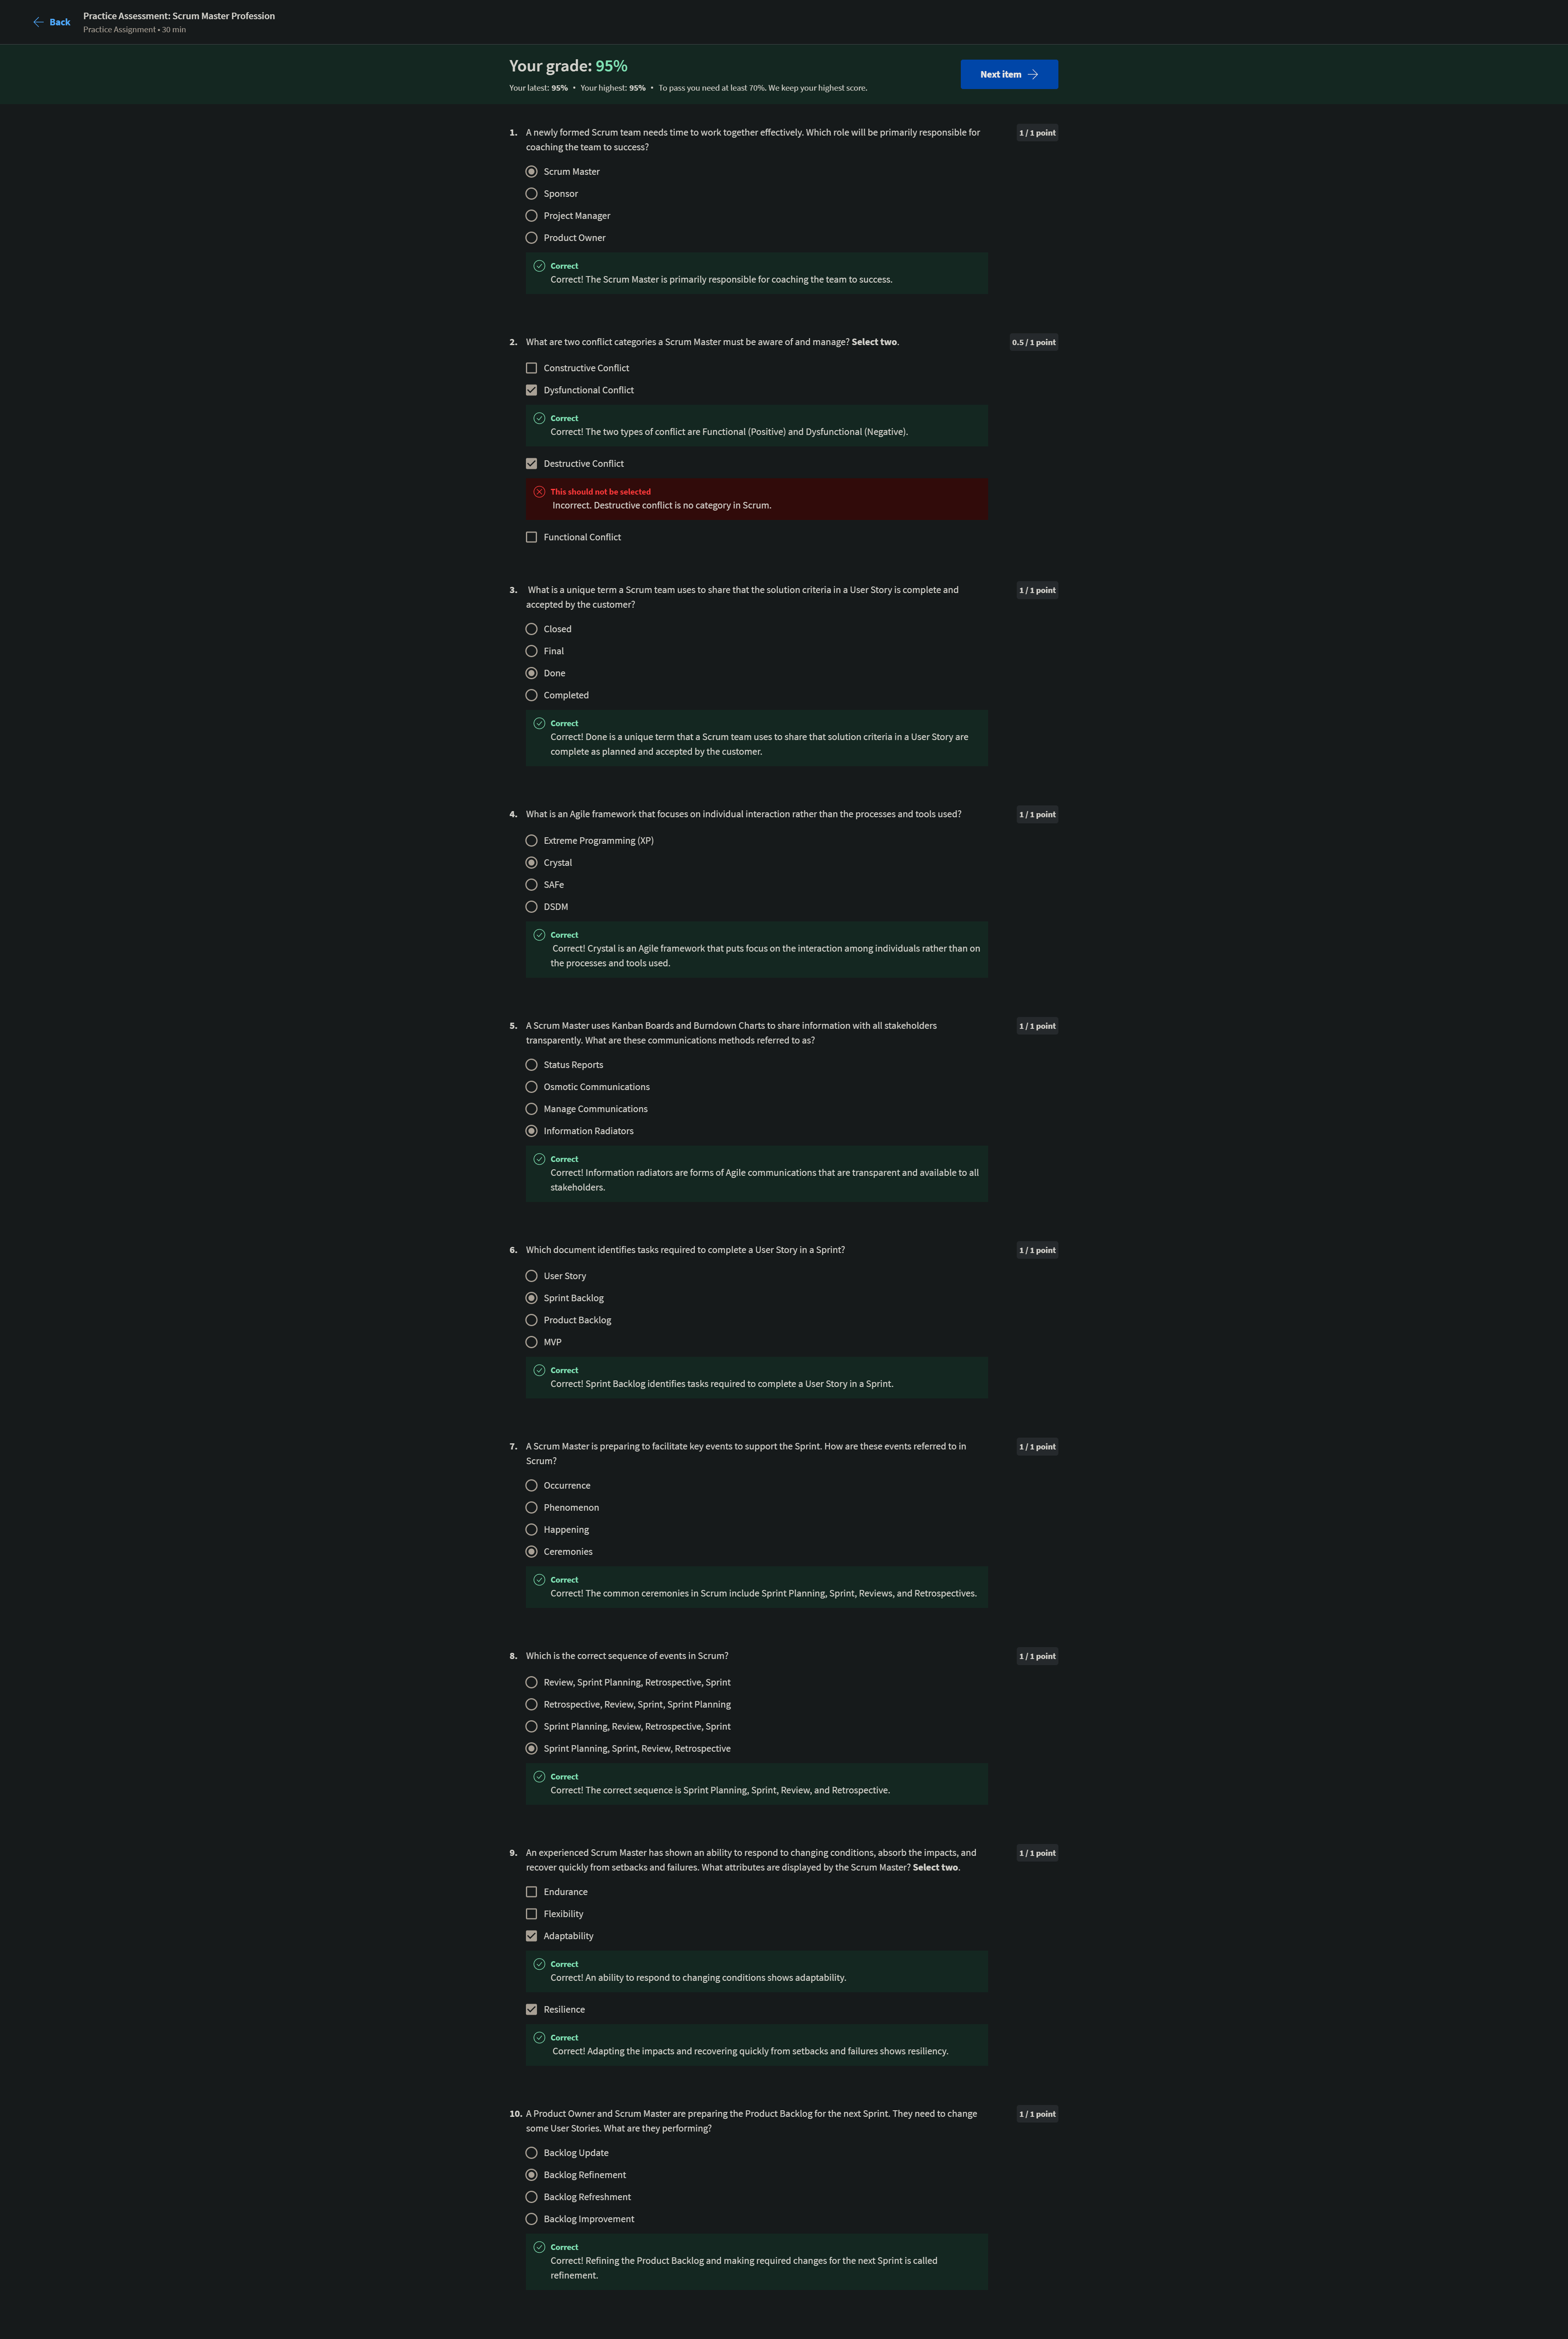 Back
Practice Assessment: Scrum Master Profession
Practice Assignment • 30 min
Your grade: 95%
Your latest: 95% • Your highest: 95% • To pass you need at least 70%. We keep your highest score.
Next item
1. A newly formed Scrum team needs time to work together effectively. Which role will be primarily responsible for
coaching the team to success?
1 / 1 point
Scrum Master
Sponsor
Project Manager
Product Owner
Correct
Correct! The Scrum Master is primarily responsible for coaching the team to success.
2. What are two conflict categories a Scrum Master must be aware of and manage? Select two.
0.5 / 1 point
Constructive Conflict
Dysfunctional Conflict
Correct
Correct! The two types of conflict are Functional (Positive) and Dysfunctional (Negative).
Destructive Conflict
This should not be selected
Incorrect. Destructive conflict is no category in Scrum.
Functional Conflict
3. What is a unique term a Scrum team uses to share that the solution criteria in a User Story is complete and
accepted by the customer?
1 / 1 point
Closed
Final
Done
Completed
Correct
Correct! Done is a unique term that a Scrum team uses to share that solution criteria in a User Story are
complete as planned and accepted by the customer.
4. What is an Agile framework that focuses on individual interaction rather than the processes and tools used?
1 / 1 point
Extreme Programming (XP)
Crystal
SAFe
DSDM
Correct
Correct! Crystal is an Agile framework that puts focus on the interaction among individuals rather than on
the processes and tools used.
5. A Scrum Master uses Kanban Boards and Burndown Charts to share information with all stakeholders
transparently. What are these communications methods referred to as?
1 / 1 point
Status Reports
Osmotic Communications
Manage Communications
Information Radiators
Correct
Correct! Information radiators are forms of Agile communications that are transparent and available to all
stakeholders.
6. Which document identifies tasks required to complete a User Story in a Sprint?
1 / 1 point
User Story
Sprint Backlog
Product Backlog
MVP
Correct
Correct! Sprint Backlog identifies tasks required to complete a User Story in a Sprint.
7. A Scrum Master is preparing to facilitate key events to support the Sprint. How are these events referred to in
Scrum?
1 / 1 point
Occurrence
Phenomenon
Happening
Ceremonies
Correct
Correct! The common ceremonies in Scrum include Sprint Planning, Sprint, Reviews, and Retrospectives.
8. Which is the correct sequence of events in Scrum?
1 / 1 point
Review, Sprint Planning, Retrospective, Sprint
Retrospective, Review, Sprint, Sprint Planning
Sprint Planning, Review, Retrospective, Sprint
Sprint Planning, Sprint, Review, Retrospective
Correct
Correct! The correct sequence is Sprint Planning, Sprint, Review, and Retrospective.
9. An experienced Scrum Master has shown an ability to respond to changing conditions, absorb the impacts, and
recover quickly from setbacks and failures. What attributes are displayed by the Scrum Master? Select two.
1 / 1 point
Endurance
Flexibility
Adaptability
Correct
Correct! An ability to respond to changing conditions shows adaptability.
Resilience
Correct
Correct! Adapting the impacts and recovering quickly from setbacks and failures shows resiliency.
10. A Product Owner and Scrum Master are preparing the Product Backlog for the next Sprint. They need to change
some User Stories. What are they performing?
1 / 1 point
Backlog Update
Backlog Refinement
Backlog Refreshment
Backlog Improvement
Correct
Correct! Refining the Product Backlog and making required changes for the next Sprint is called
refinement.